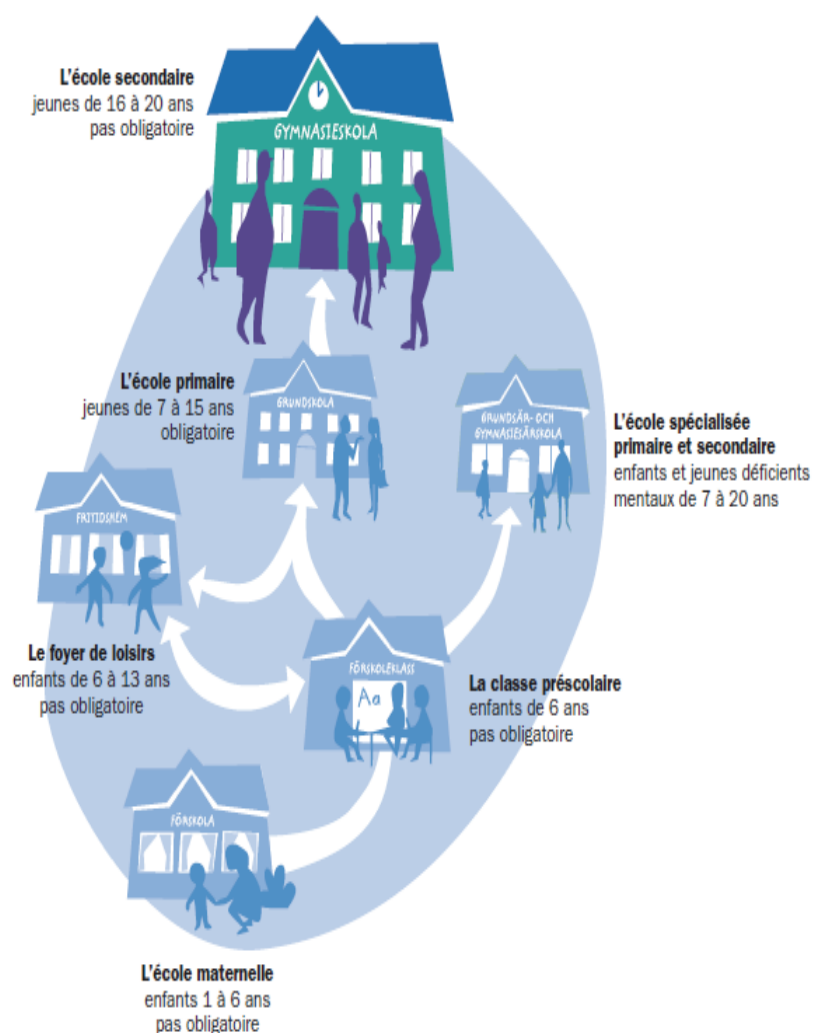 L'école secondaire
jeunes de 16 à 20 ans
pas obligatoire
GYMNASIESKOLA
L'école primaire
jeunes de 7 à 15 ans
obligatoire
GRUNDSKOLA
GRUNDSÄR- OCH
GYMNASIESÄRSKOLA
L'école spécialisée
primaire et secondaire
enfants et jeunes déficients
mentaux de 7 à 20 ans
FRITIDSHEM
Le foyer de loisirs
enfants de 6 à 13 ans
pas obligatoire
FÖRSKOLEKLASS
Aa
La classe préscolaire
enfants de 6 ans
pas obligatoire
FÖRSKOLA
L'école maternelle
enfants 1 à 6 ans
pas obligatoire